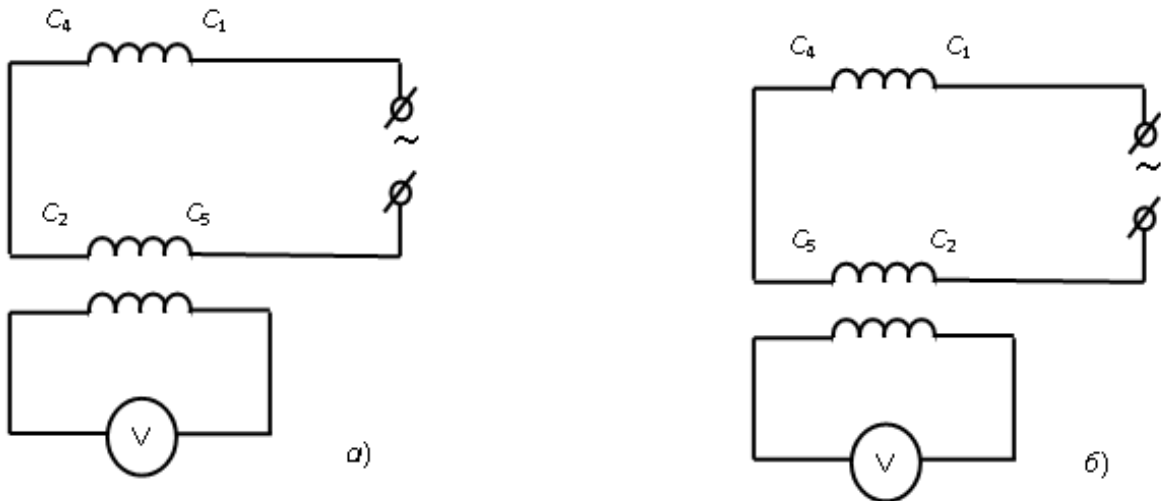 C₄ C₁
~
C₂ C₅
V
а)
C₄ C₁
~
C₅ C₂
V
б)